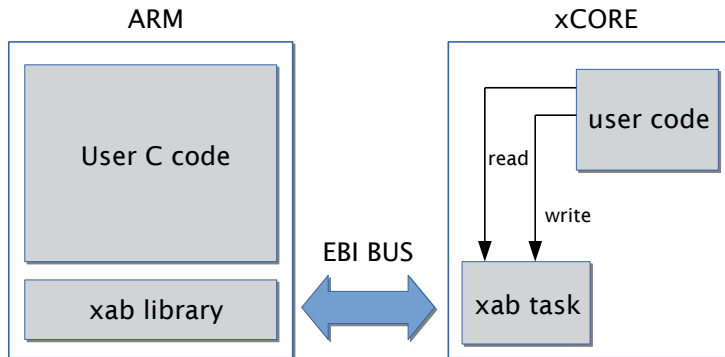 ARM
xCORE
User C code
user code
read
write
EBI BUS
xab library
xab task